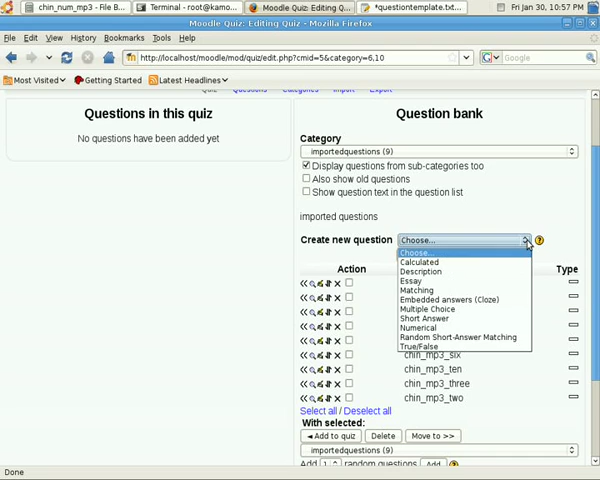 chin_num_mp3 - File B... Terminal - root@kamo... Moodle Quiz: Editing Q... *questiontemplate.txt... Fri Jan 30, 10:57 PM
Moodle Quiz: Editing Quiz - Mozilla Firefox
File Edit View History Bookmarks Tools Help
http://localhost/moodle/mod/quiz/edit.php?cmid=5&category=6,10 Google
Most Visited Getting Started Latest Headlines
Quiz Questions Categories Import Export
Questions in this quiz
No questions have been added yet
Question bank
Category
importedquestions (9)
Display questions from sub-categories too
Also show old questions
Show question text in the question list
imported questions
Create new question Choose...
Choose...
Calculated
Description
Essay
Matching
Embedded answers (Cloze)
Multiple Choice
Short Answer
Numerical
Random Short-Answer Matching
True/False
Action Type
chin_mp3_six
chin_mp3_ten
chin_mp3_three
chin_mp3_two
Select all / Deselect all
With selected:
Add to quiz Delete Move to >>
importedquestions (9)
Add 1 random questions Add
Done